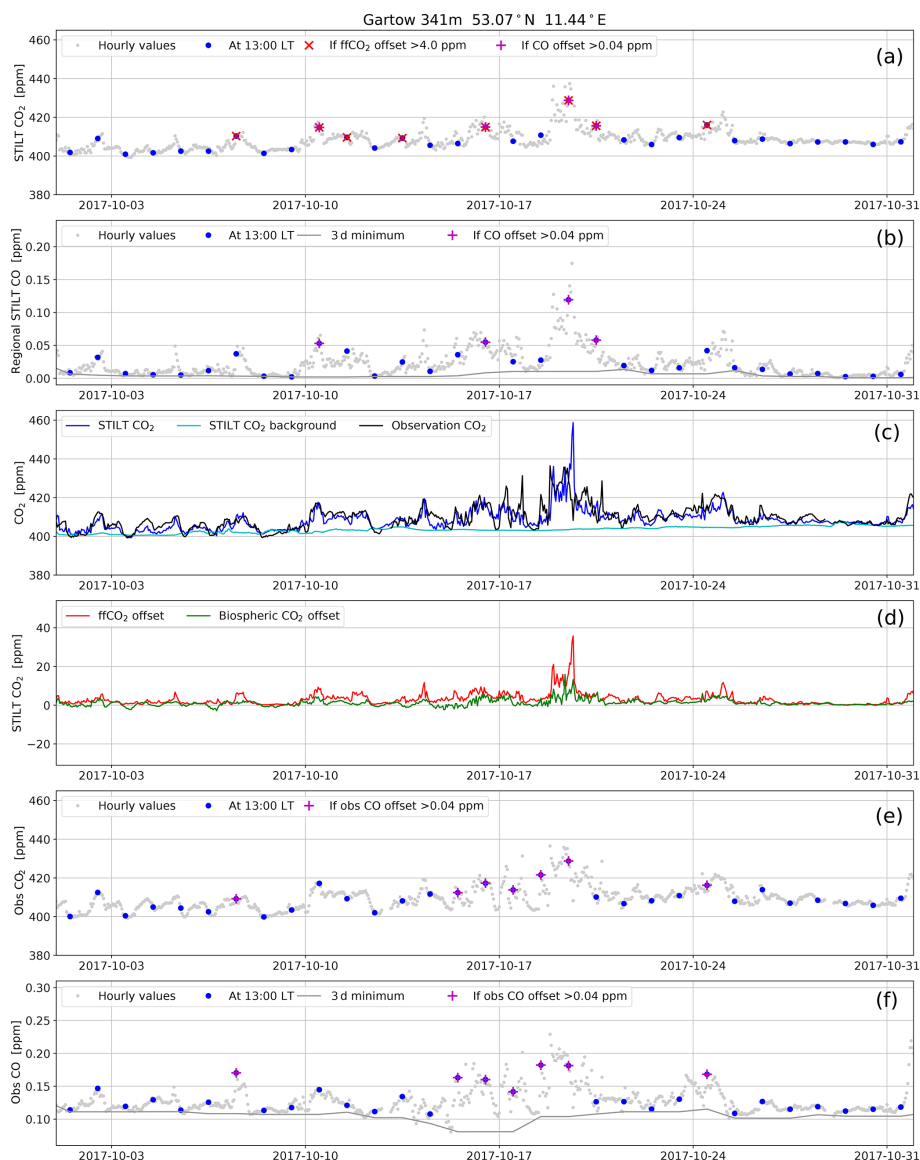 Gartow 341m 53.07°N 11.44°E
STILT CO₂ [ppm]
460
440
420
400
380
Hourly values At 13:00 LT If ffCO₂ offset >4.0 ppm If CO offset >0.04 ppm
(a)
2017-10-03 2017-10-10 2017-10-17 2017-10-24 2017-10-31
Regional STILT CO [ppm]
0.20
0.15
0.10
0.05
0.00
Hourly values At 13:00 LT 3 d minimum If CO offset >0.04 ppm
(b)
2017-10-03 2017-10-10 2017-10-17 2017-10-24 2017-10-31
CO₂ [ppm]
460
440
420
400
380
STILT CO₂ STILT CO₂ background Observation CO₂
(c)
2017-10-03 2017-10-10 2017-10-17 2017-10-24 2017-10-31
STILT CO₂ [ppm]
40
20
0
−20
ffCO₂ offset Biospheric CO₂ offset
(d)
2017-10-03 2017-10-10 2017-10-17 2017-10-24 2017-10-31
Obs CO₂ [ppm]
460
440
420
400
380
Hourly values At 13:00 LT If obs CO offset >0.04 ppm
(e)
2017-10-03 2017-10-10 2017-10-17 2017-10-24 2017-10-31
Obs CO [ppm]
0.30
0.25
0.20
0.15
0.10
Hourly values At 13:00 LT 3 d minimum If obs CO offset >0.04 ppm
(f)
2017-10-03 2017-10-10 2017-10-17 2017-10-24 2017-10-31